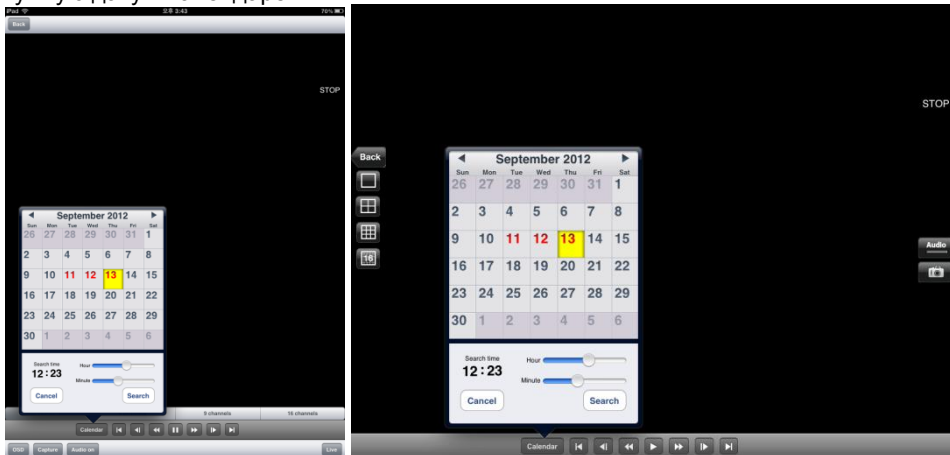 iPad 오후 3:43 70%
Back
STOP
September 2012
Sun Mon Tue Wed Thu Fri Sat
26 27 28 29 30 31 1
2 3 4 5 6 7 8
9 10 11 12 13 14 15
16 17 18 19 20 21 22
23 24 25 26 27 28 29
30 1 2 3 4 5 6
Search time
12:23
Hour
Minute
Cancel Search
9 channels 16 channels
Calendar
OSD Capture Audio on Live
STOP
Back
16
September 2012
Sun Mon Tue Wed Thu Fri Sat
26 27 28 29 30 31 1
2 3 4 5 6 7 8
9 10 11 12 13 14 15
16 17 18 19 20 21 22
23 24 25 26 27 28 29
30 1 2 3 4 5 6
Search time
12:23
Hour
Minute
Cancel Search
Audio
Calendar